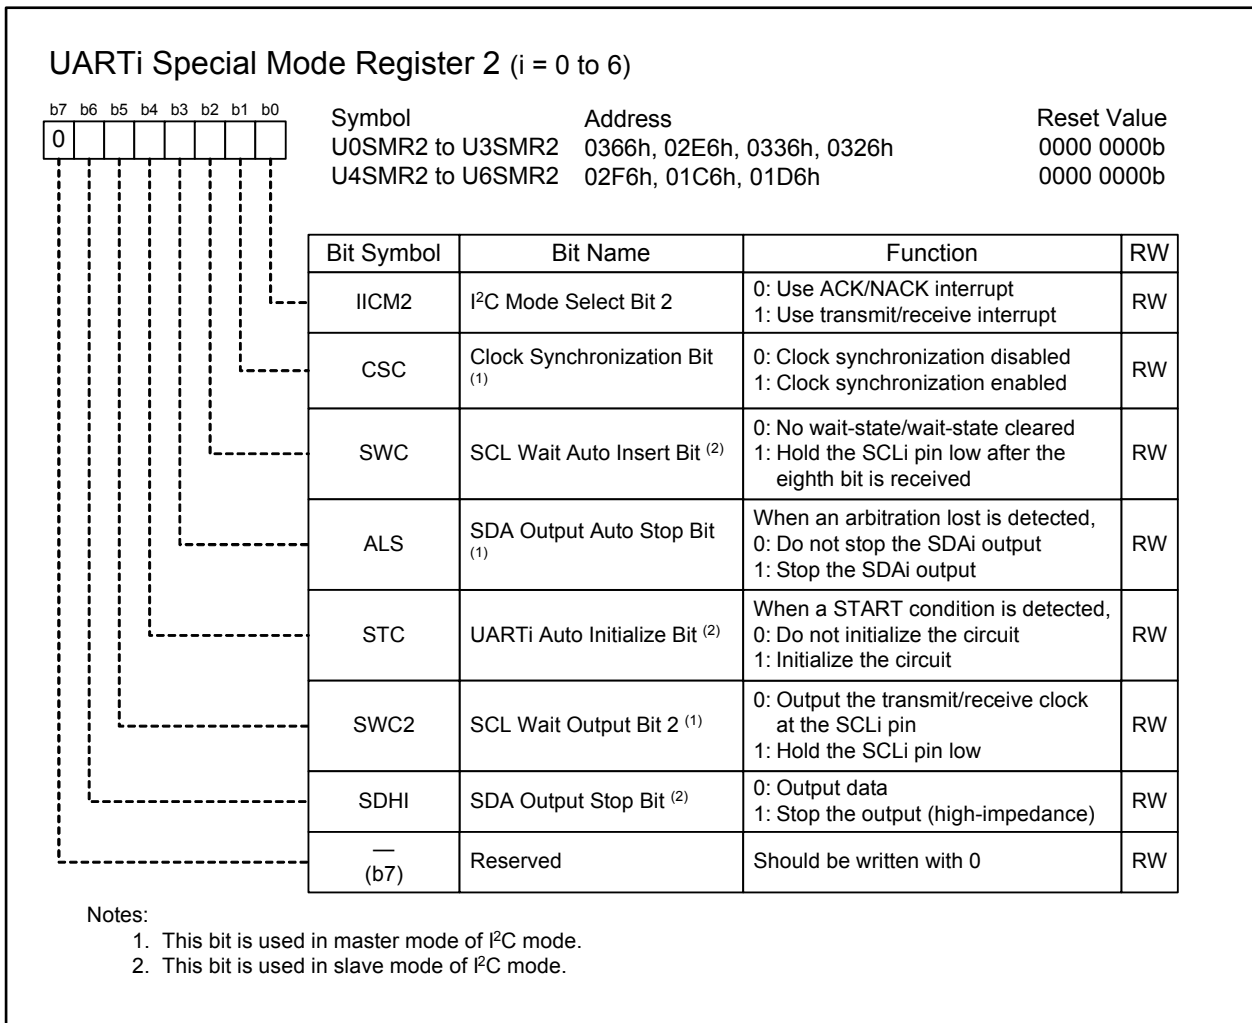 UARTi Special Mode Register 2 (i = 0 to 6)
b7 b6 b5 b4 b3 b2 b1 b0
0
Symbol Address Reset Value
U0SMR2 to U3SMR2 0366h, 02E6h, 0336h, 0326h 0000 0000b
U4SMR2 to U6SMR2 02F6h, 01C6h, 01D6h 0000 0000b
Bit Symbol Bit Name Function RW
IICM2 I²C Mode Select Bit 2 0: Use ACK/NACK interrupt RW
1: Use transmit/receive interrupt
CSC Clock Synchronization Bit 0: Clock synchronization disabled RW
(1) 1: Clock synchronization enabled
0: No wait-state/wait-state cleared
SWC SCL Wait Auto Insert Bit (2) 1: Hold the SCLi pin low after the RW
eighth bit is received
When an arbitration lost is detected,
ALS SDA Output Auto Stop Bit 0: Do not stop the SDAi output RW
(1) 1: Stop the SDAi output
When a START condition is detected,
STC UARTi Auto Initialize Bit (2) 0: Do not initialize the circuit RW
1: Initialize the circuit
0: Output the transmit/receive clock
SWC2 SCL Wait Output Bit 2 (1) at the SCLi pin RW
1: Hold the SCLi pin low
SDHI SDA Output Stop Bit (2) 0: Output data RW
1: Stop the output (high-impedance)
—
(b7) Reserved Should be written with 0 RW
Notes:
1. This bit is used in master mode of I²C mode.
2. This bit is used in slave mode of I²C mode.